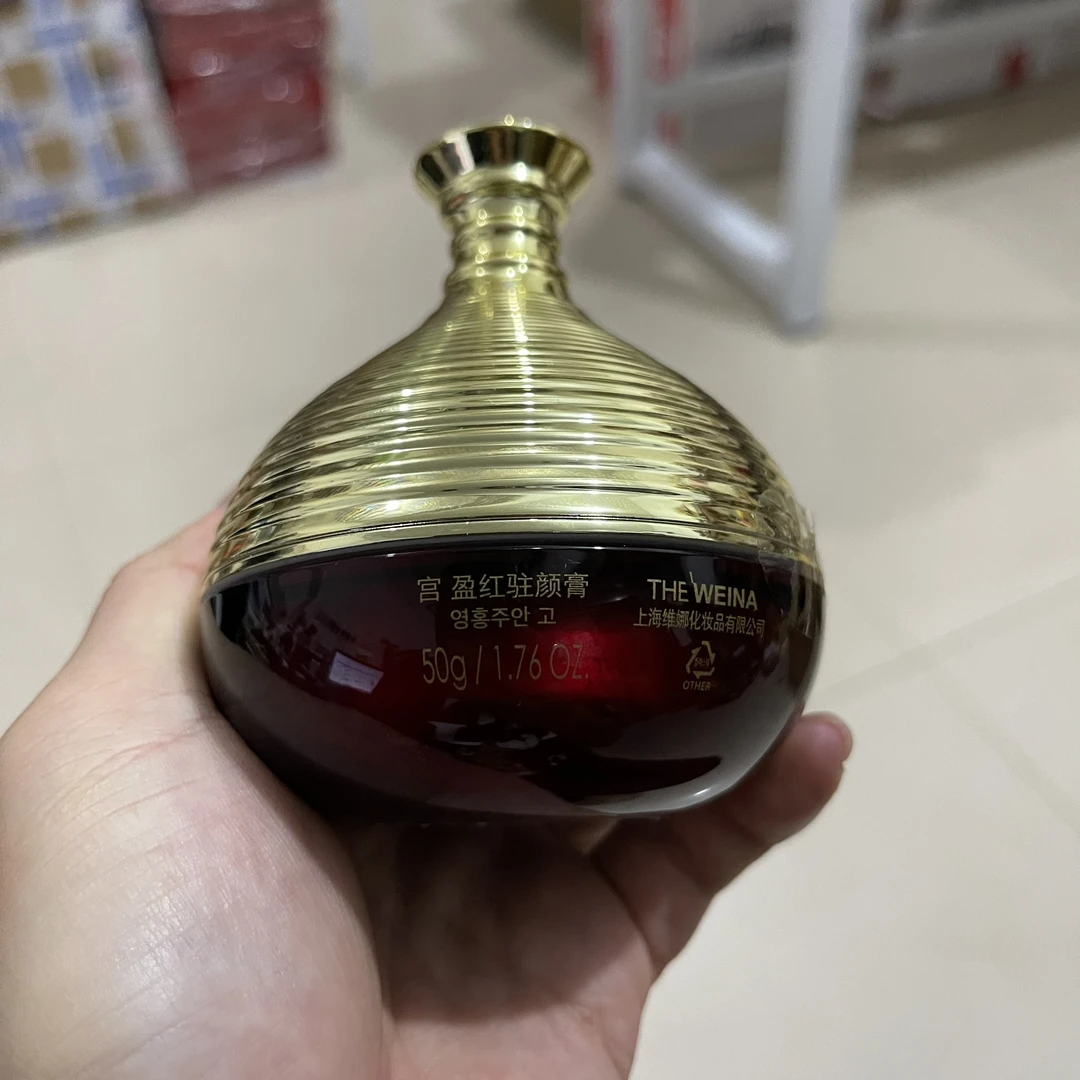 宫 盈红驻颜膏
영홍주안 고
50g / 1.76 OZ.
THE WEINA
上海维娜化妆品有限公司
OTHER